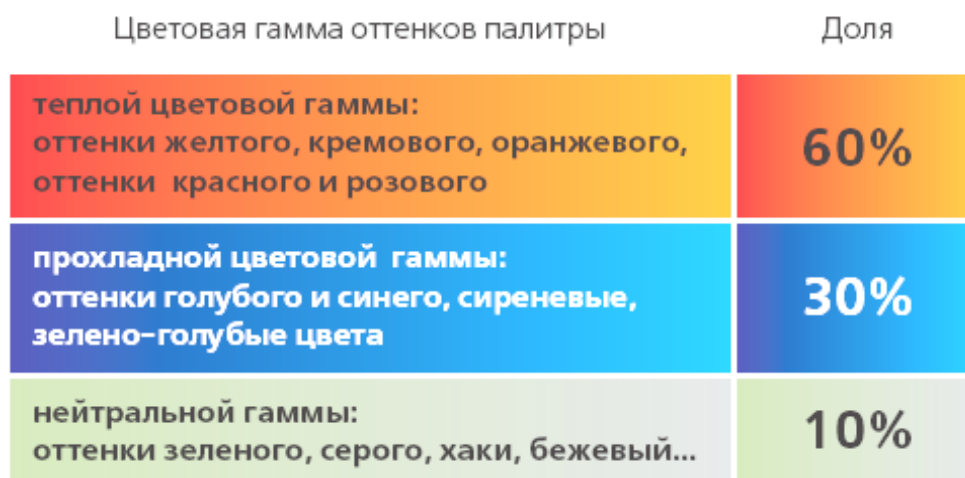 Цветовая гамма оттенков палитры Доля
теплой цветовой гаммы:
оттенки желтого, кремового, оранжевого,
оттенки красного и розового
60%
прохладной цветовой гаммы:
оттенки голубого и синего, сиреневые,
зелено-голубые цвета
30%
нейтральной гаммы:
оттенки зеленого, серого, хаки, бежевый...
10%